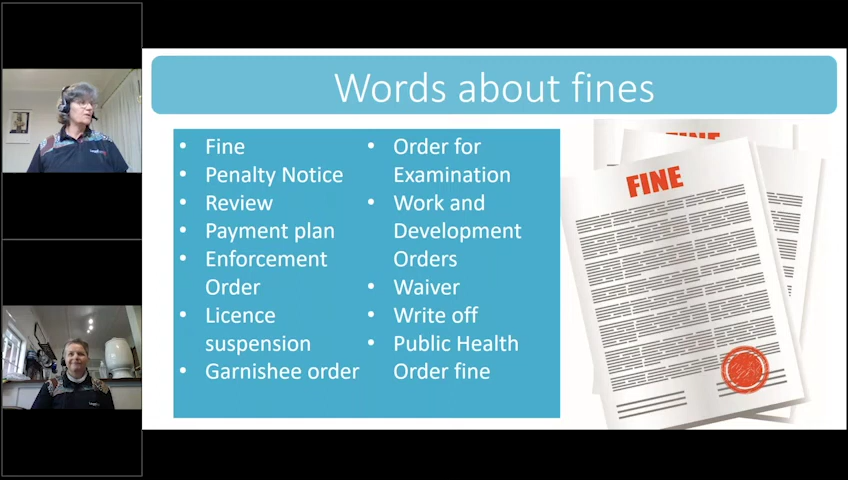 Words about fines
• Fine
• Penalty Notice
• Review
• Payment plan
• Enforcement
Order
• Licence
suspension
• Garnishee order
• Order for
Examination
• Work and
Development
Orders
• Waiver
• Write off
• Public Health
Order fine
FINE
FINE